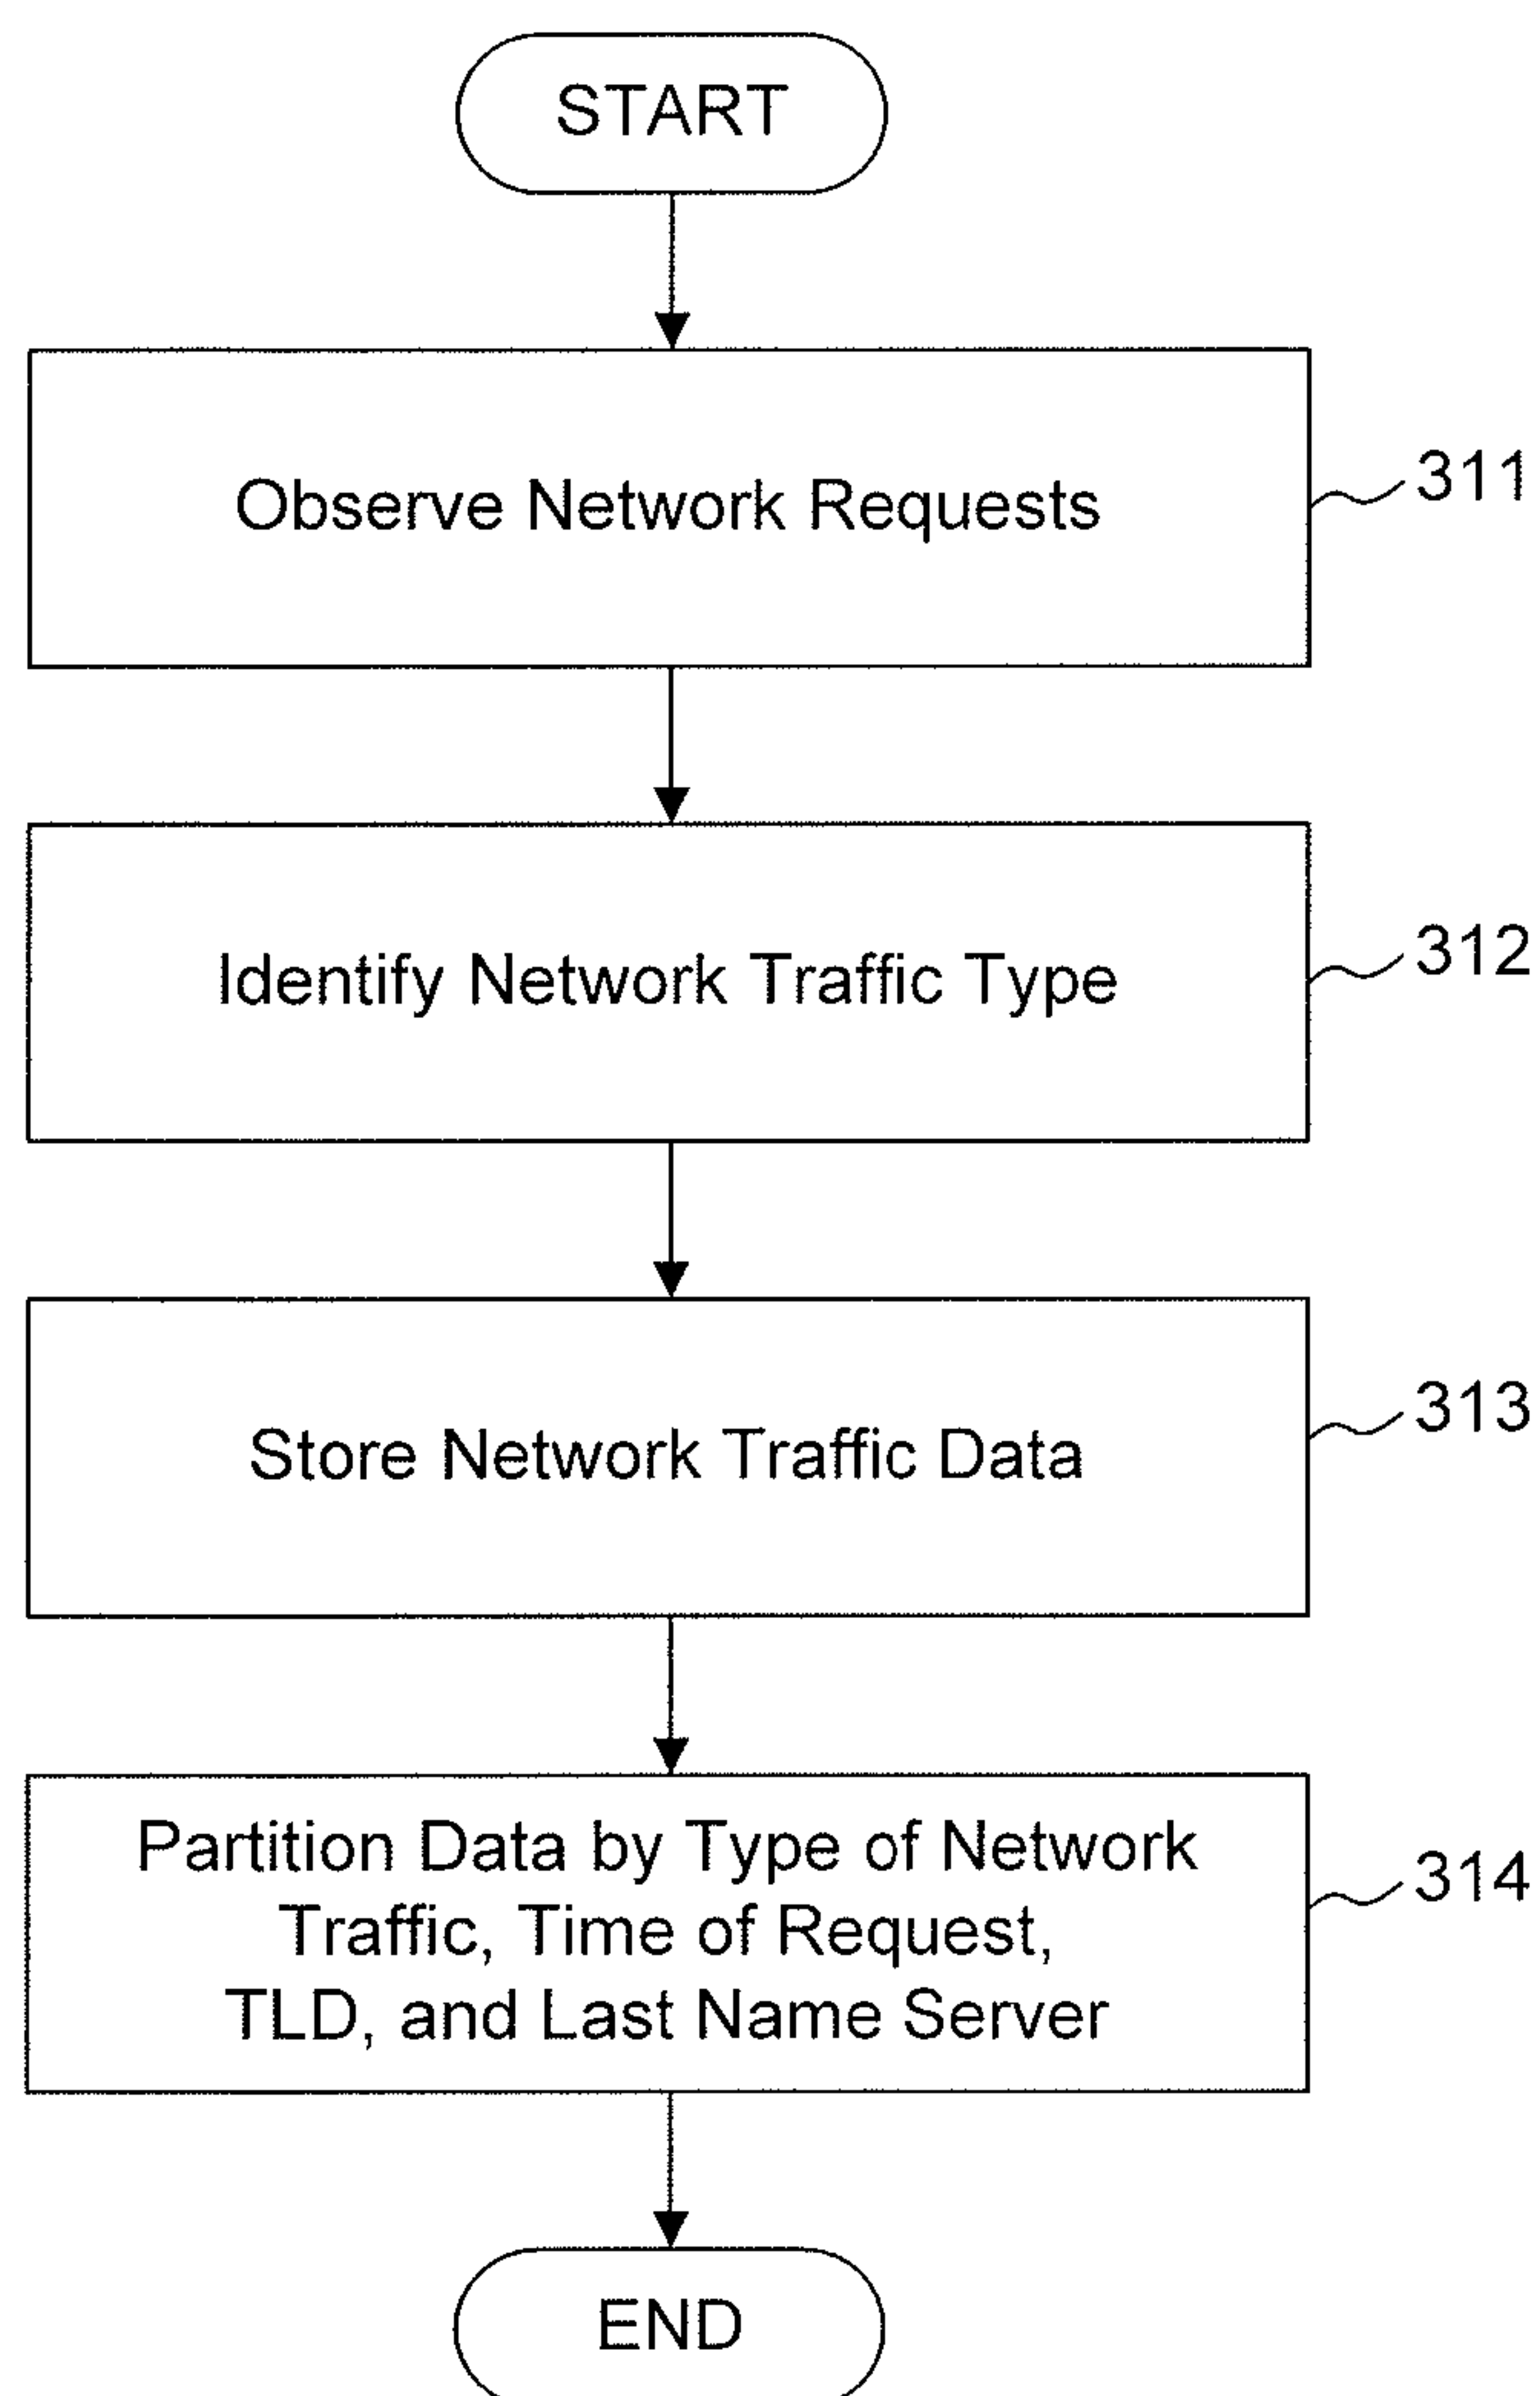 START
Observe Network Requests
311
Identify Network Traffic Type
312
Store Network Traffic Data
313
Partition Data by Type of Network
Traffic, Time of Request,
TLD, and Last Name Server
314
END